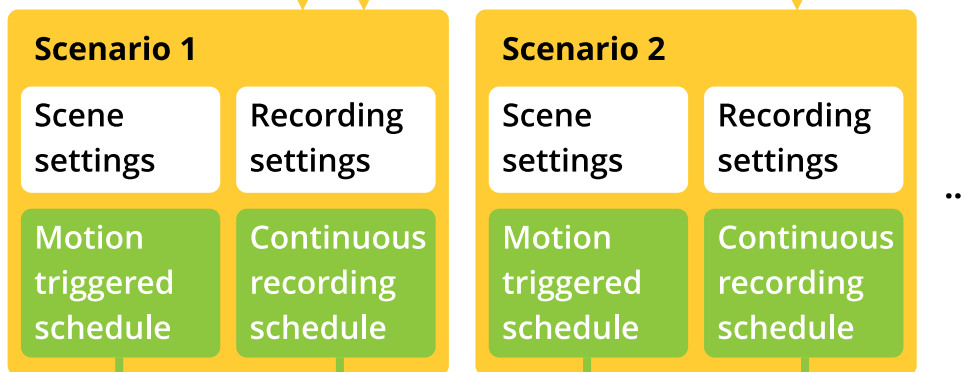 Scenario 1
Scene
settings
Recording
settings
Motion
triggered
schedule
Continuous
recording
schedule
Scenario 2
Scene
settings
Recording
settings
Motion
triggered
schedule
Continuous
recording
schedule
..